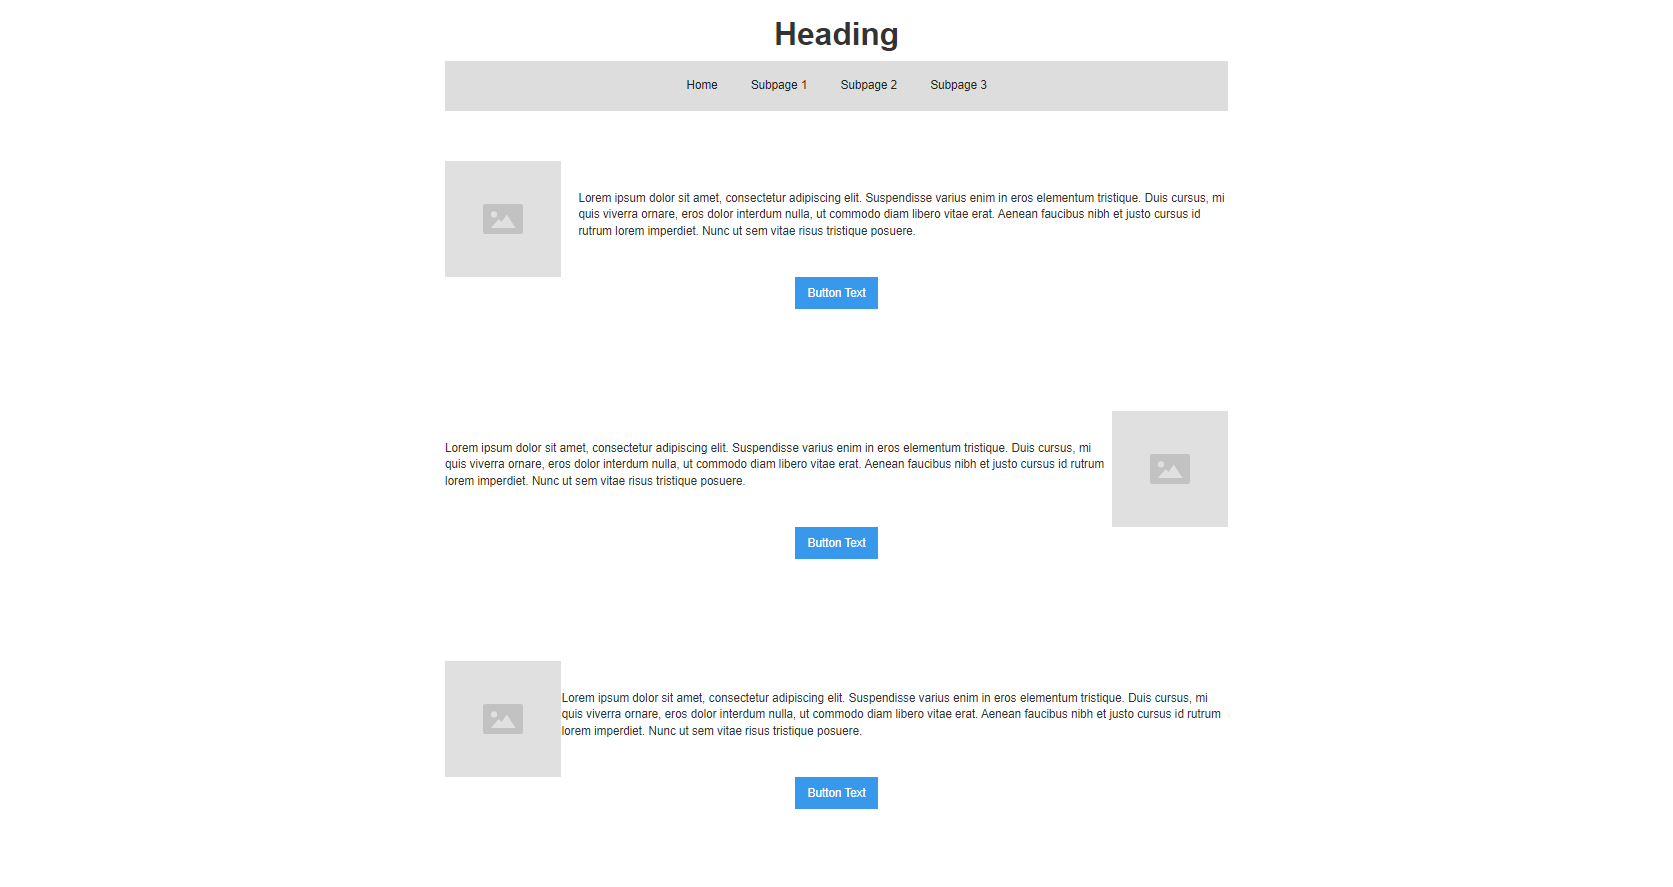 Heading
Home Subpage 1 Subpage 2 Subpage 3
Lorem ipsum dolor sit amet, consectetur adipiscing elit. Suspendisse varius enim in eros elementum tristique. Duis cursus, mi
quis viverra ornare, eros dolor interdum nulla, ut commodo diam libero vitae erat. Aenean faucibus nibh et justo cursus id
rutrum lorem imperdiet. Nunc ut sem vitae risus tristique posuere.
Button Text
Lorem ipsum dolor sit amet, consectetur adipiscing elit. Suspendisse varius enim in eros elementum tristique. Duis cursus, mi
quis viverra ornare, eros dolor interdum nulla, ut commodo diam libero vitae erat. Aenean faucibus nibh et justo cursus id rutrum
lorem imperdiet. Nunc ut sem vitae risus tristique posuere.
Button Text
Lorem ipsum dolor sit amet, consectetur adipiscing elit. Suspendisse varius enim in eros elementum tristique. Duis cursus, mi
quis viverra ornare, eros dolor interdum nulla, ut commodo diam libero vitae erat. Aenean faucibus nibh et justo cursus id rutrum
lorem imperdiet. Nunc ut sem vitae risus tristique posuere.
Button Text